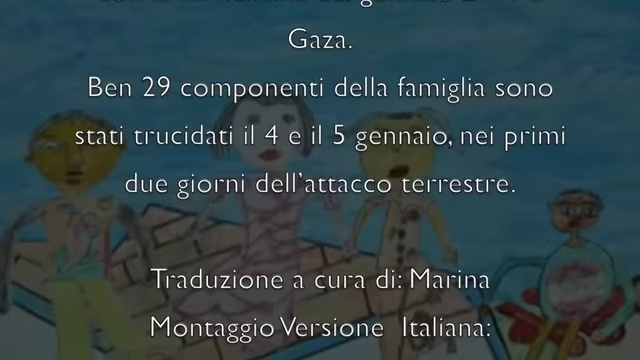 Gaza.
Ben 29 componenti della famiglia sono
stati trucidati il 4 e il 5 gennaio, nei primi
due giorni dell'attacco terrestre.
Traduzione a cura di: Marina
Montaggio Versione Italiana: